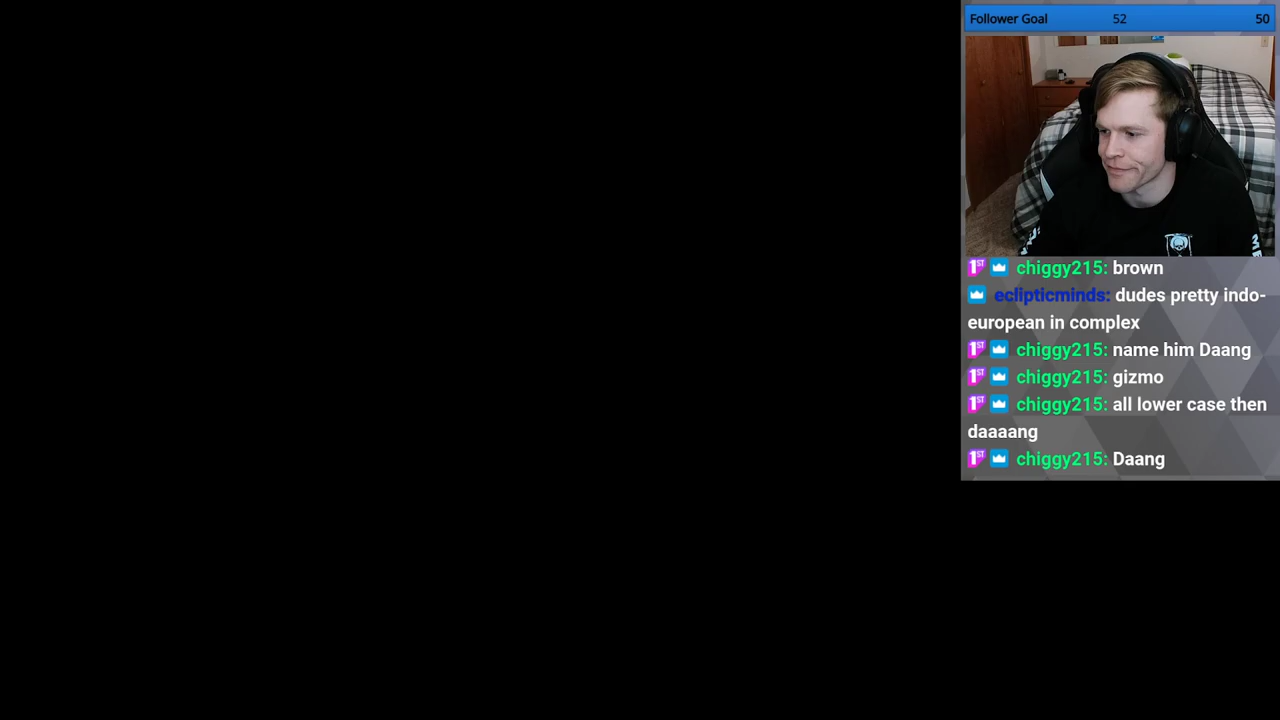 Follower Goal 52 50
chiggy215: brown
eclipticminds: dudes pretty indo-
european in complex
chiggy215: name him Daang
chiggy215: gizmo
chiggy215: all lower case then
daaaang
chiggy215: Daang